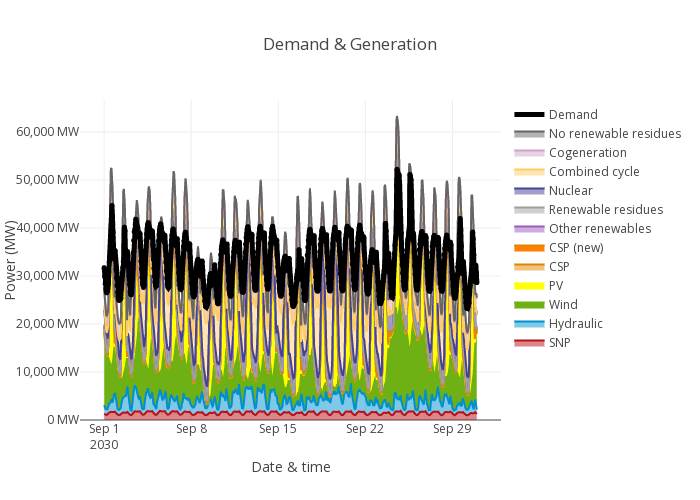 Demand & Generation
Power (MW)
60,000 MW
50,000 MW
40,000 MW
30,000 MW
20,000 MW
10,000 MW
0 MW
Sep 1
2030
Sep 8
Sep 15
Sep 22
Sep 29
Date & time
Demand
No renewable residues
Cogeneration
Combined cycle
Nuclear
Renewable residues
Other renewables
CSP (new)
CSP
PV
Wind
Hydraulic
SNP